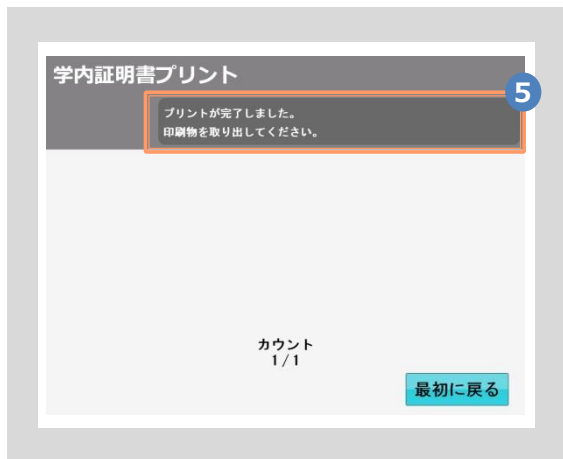 学内証明書プリント
5
プリントが完了しました。
印刷物を取り出してください。
カウント
1/1
最初に戻る